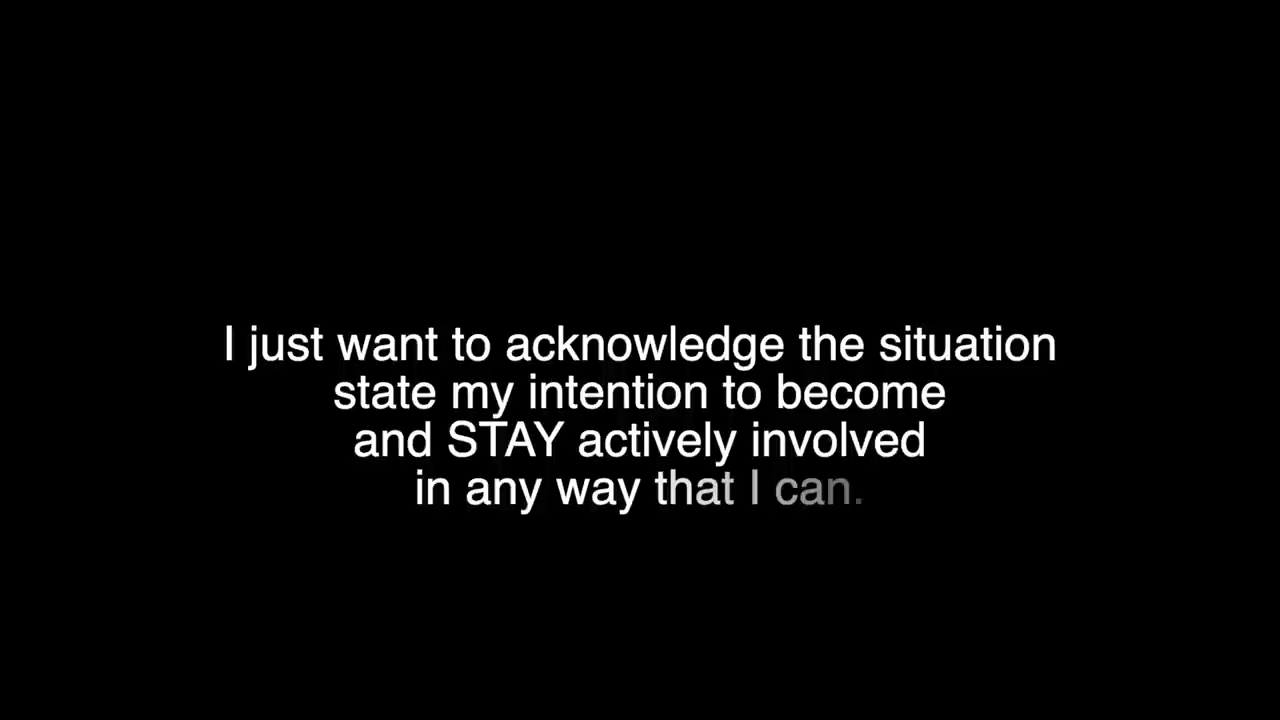 I just want to acknowledge the situation
state my intention to become
and STAY actively involved
in any way that I can.